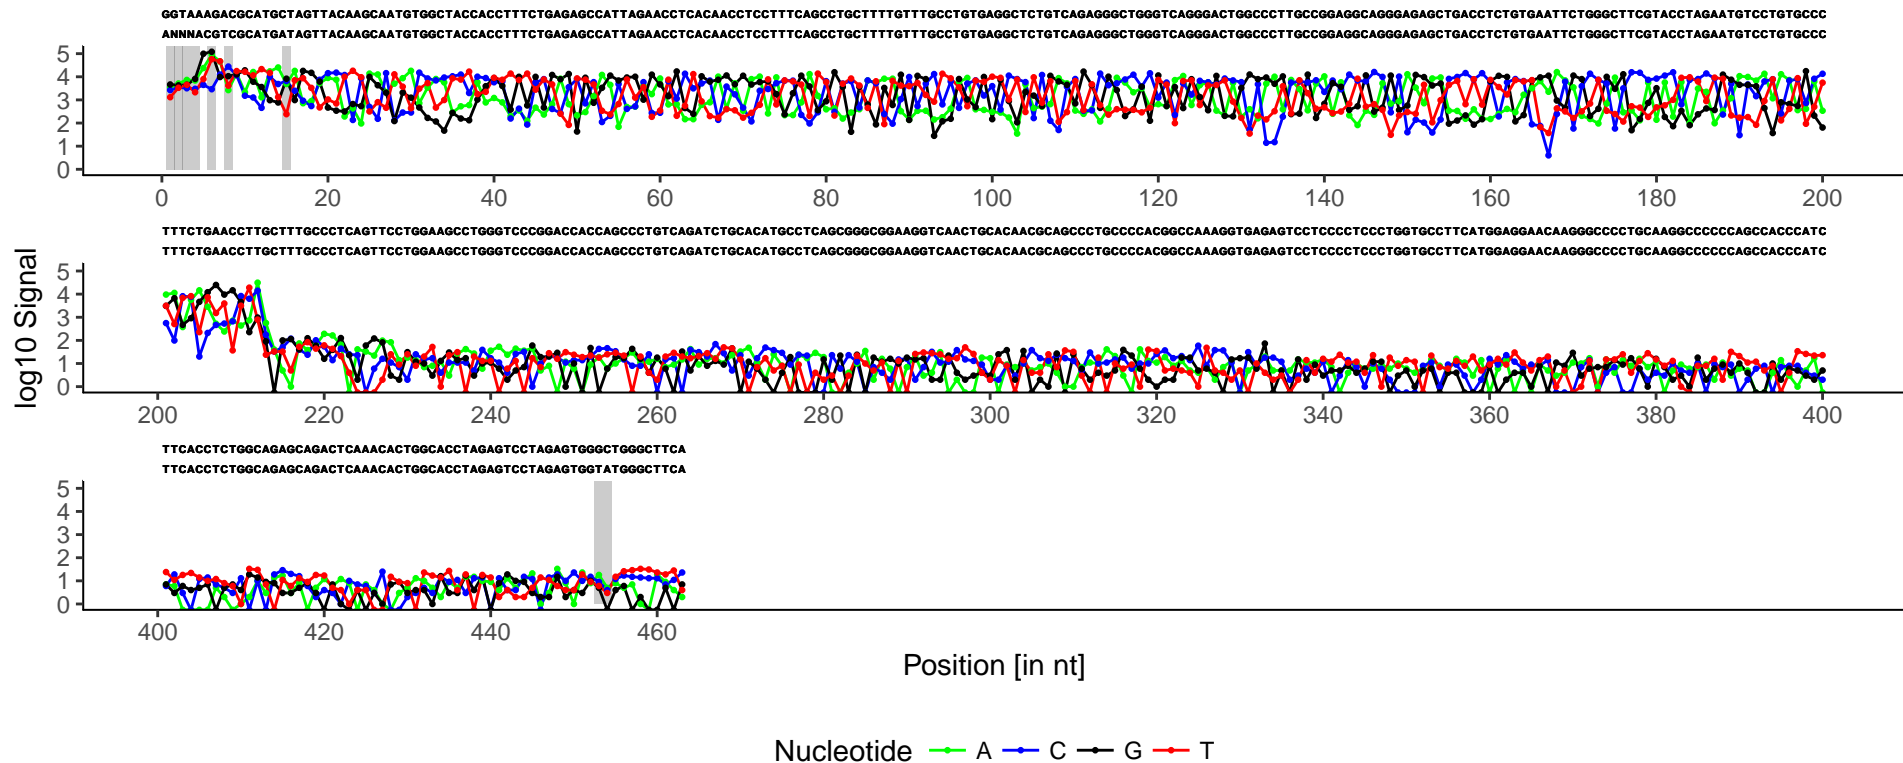 GGTAAAGACGCATGCTAGTTACAAGCAATGTGGCTACCACCTTTCTGAGAGCCATTAGAACCTCACAACCTCCTTTCAGCCTGCTTTTGTTTGCCTGTGAGGCTCTGTCAGAGGGCTGGGTCAGGGACTGGCCCTTGCCGGAGGCAGGGAGAGCTGACCTCTGTGAATTCTGGGCTTCGTACCTAGAATGTCCTGTGCCC
ANNNACGTCGCATGATAGTTACAAGCAATGTGGCTACCACCTTTCTGAGAGCCATTAGAACCTCACAACCTCCTTTCAGCCTGCTTTTGTTTGCCTGTGAGGCTCTGTCAGAGGGCTGGGTCAGGGACTGGCCCTTGCCGGAGGCAGGGAGAGCTGACCTCTGTGAATTCTGGGCTTCGTACCTAGAATGTCCTGTGCCC
5
4
3
2
1
0
0 20 40 60 80 100 120 140 160 180 200
TTTCTGAACCTTGCTTTGCCCTCAGTTCCTGGAAGCCTGGGTCCCGGACCACCAGCCCTGTCAGATCTGCACATGCCTCAGCGGGCGGAAGGTCAACTGCACAACGCAGCCCTGCCCCACGGCCAAAGGTGAGAGTCCTCCCCTCCCTGGTGCCTTCATGGAGGAACAAGGGCCCCTGCAAGGCCCCCCAGCCACCCATC
TTTCTGAACCTTGCTTTGCCCTCAGTTCCTGGAAGCCTGGGTCCCGGACCACCAGCCCTGTCAGATCTGCACATGCCTCAGCGGGCGGAAGGTCAACTGCACAACGCAGCCCTGCCCCACGGCCAAAGGTGAGAGTCCTCCCCTCCCTGGTGCCTTCATGGAGGAACAAGGGCCCCTGCAAGGCCCCCCAGCCACCCATC
log10 Signal
5
4
3
2
1
0
200 220 240 260 280 300 320 340 360 380 400
TTCACCTCTGGCAGAGCAGACTCAAACACTGGCACCTAGAGTCCTAGAGTGGGCTGGGCTTCA
TTCACCTCTGGCAGAGCAGACTCAAACACTGGCACCTAGAGTCCTAGAGTGGTATGGGCTTCA
5
4
3
2
1
0
400 420 440 460
Position [in nt]
Nucleotide A C G T